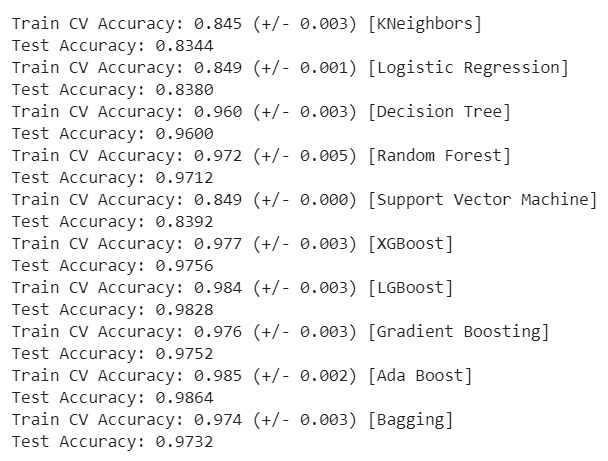 Train CV Accuracy: 0.845 (+/- 0.003) [KNeighbors]
Test Accuracy: 0.8344
Train CV Accuracy: 0.849 (+/- 0.001) [Logistic Regression]
Test Accuracy: 0.8380
Train CV Accuracy: 0.960 (+/- 0.003) [Decision Tree]
Test Accuracy: 0.9600
Train CV Accuracy: 0.972 (+/- 0.005) [Random Forest]
Test Accuracy: 0.9712
Train CV Accuracy: 0.849 (+/- 0.000) [Support Vector Machine]
Test Accuracy: 0.8392
Train CV Accuracy: 0.977 (+/- 0.003) [XGBoost]
Test Accuracy: 0.9756
Train CV Accuracy: 0.984 (+/- 0.003) [LGBoost]
Test Accuracy: 0.9828
Train CV Accuracy: 0.976 (+/- 0.003) [Gradient Boosting]
Test Accuracy: 0.9752
Train CV Accuracy: 0.985 (+/- 0.002) [Ada Boost]
Test Accuracy: 0.9864
Train CV Accuracy: 0.974 (+/- 0.003) [Bagging]
Test Accuracy: 0.9732